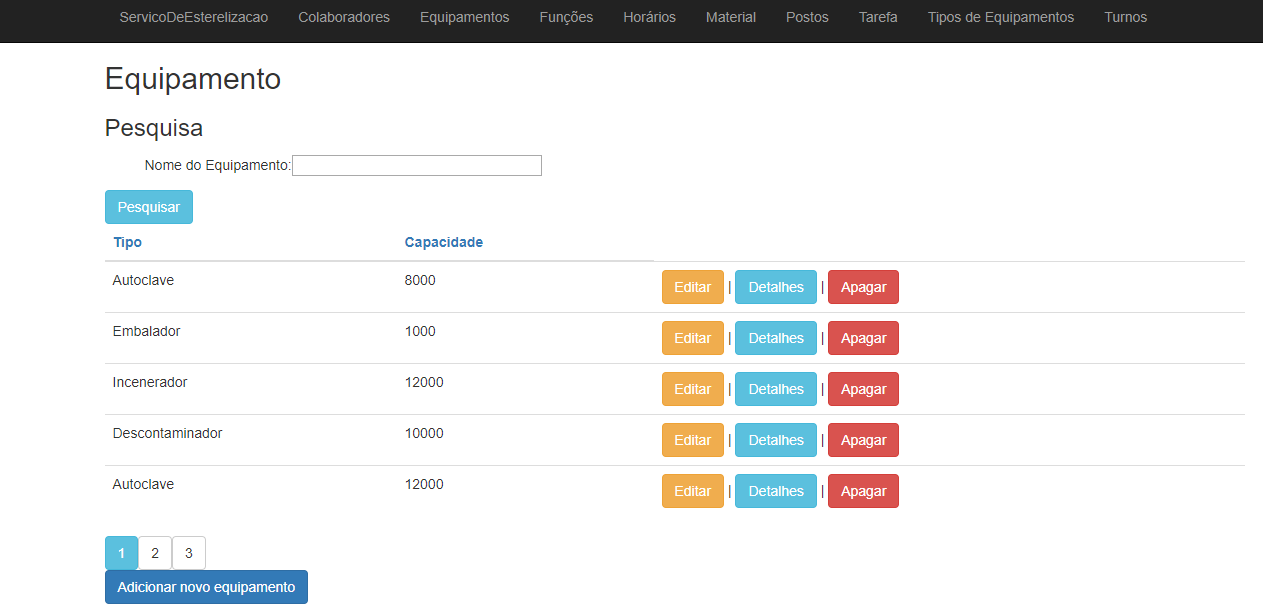 ServicoDeEsterelizacao Colaboradores Equipamentos Funções Horários Material Postos Tarefa Tipos de Equipamentos Turnos
Equipamento
Pesquisa
Nome do Equipamento:
Pesquisar
Tipo Capacidade
Autoclave 8000 Editar | Detalhes | Apagar
Embalador 1000 Editar | Detalhes | Apagar
Incenerador 12000 Editar | Detalhes | Apagar
Descontaminador 10000 Editar | Detalhes | Apagar
Autoclave 12000 Editar | Detalhes | Apagar
1 2 3
Adicionar novo equipamento